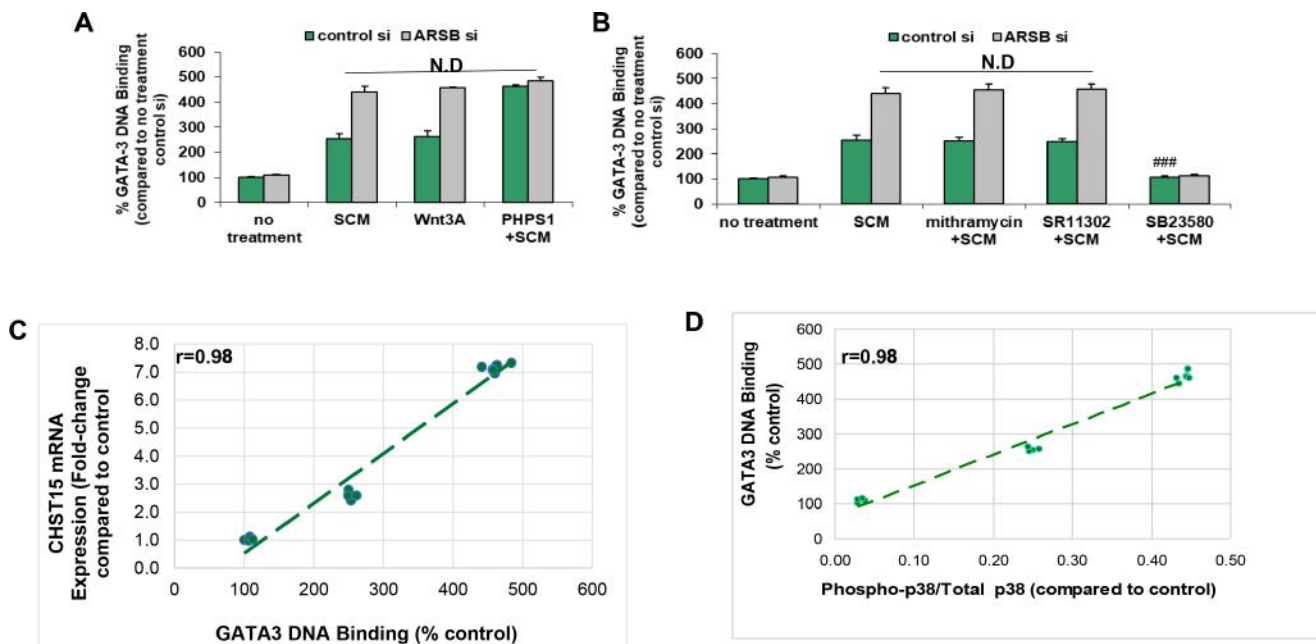 A
control si ARSB si
N.D
% GATA-3 DNA Binding
(compared to no treatment
control si)
600
500
400
300
200
100
0
no
treatment
SCM
Wnt3A
PHPS1
+SCM
B
control si ARSB si
N.D
###
% GATA-3 DNA Binding
(compared to no treatment
control si)
600
500
400
300
200
100
0
no treatment
SCM
mithramycin
+SCM
SR11302
+SCM
SB23580
+SCM
C
r=0.98
CHST15 mRNA
Expression (Fold-change
compared to control
8.0
7.0
6.0
5.0
4.0
3.0
2.0
1.0
0.0
0 100 200 300 400 500 600
GATA3 DNA Binding (% control)
D
r=0.98
GATA3 DNA Binding
(% control)
600
500
400
300
200
100
0
0.00 0.10 0.20 0.30 0.40 0.50
Phospho-p38/Total p38 (compared to control)